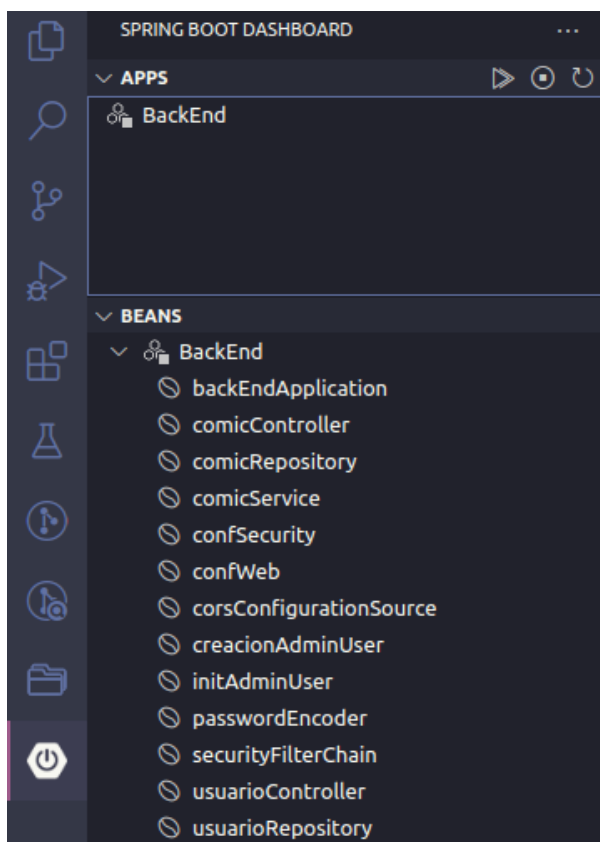 SPRING BOOT DASHBOARD
APPS
BackEnd
BEANS
BackEnd
backEndApplication
comicController
comicRepository
comicService
confSecurity
confWeb
corsConfigurationSource
creacionAdminUser
initAdminUser
passwordEncoder
securityFilterChain
usuarioController
usuarioRepository